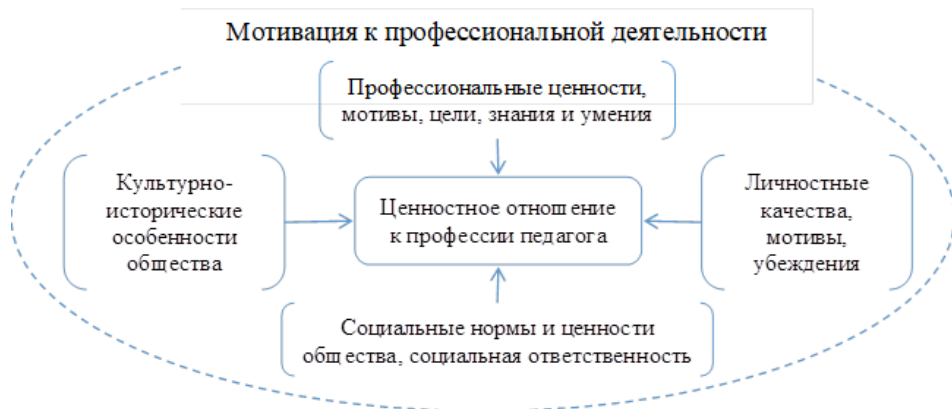 Мотивация к профессиональной деятельности
Профессиональные ценности,
мотивы, цели, знания и умения
Культурно-
исторические
особенности
общества
Ценностное отношение
к профессии педагога
Личностные
качества,
мотивы,
убеждения
Социальные нормы и ценности
общества, социальная ответственность